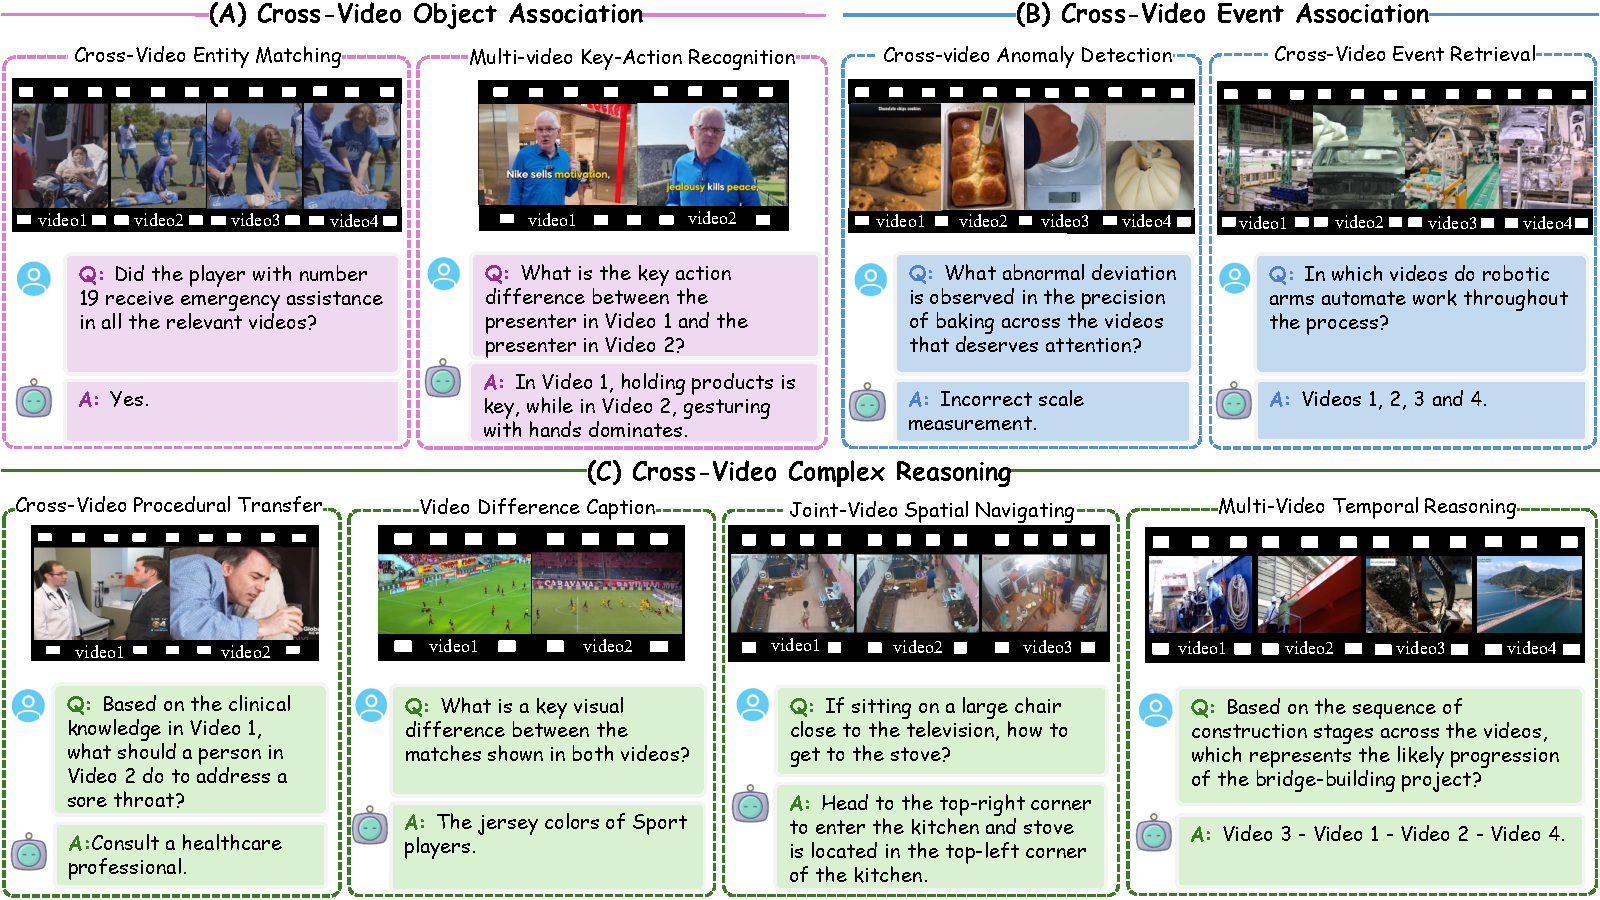 (A) Cross-Video Object Association
(B) Cross-Video Event Association
Cross-Video Entity Matching
video1
video2
video3
video4
Q: Did the player with number
19 receive emergency assistance
in all the relevant videos?
A: Yes.
Multi-video Key-Action Recognition
Nike sells motivation,
jealousy kills peace,
video1
video2
Q: What is the key action
difference between the
presenter in Video 1 and the
presenter in Video 2?
A: In Video 1, holding products is
key, while in Video 2, gesturing
with hands dominates.
Cross-video Anomaly Detection
Chocolate chips cookies
video1
video2
video3
video4
Q: What abnormal deviation
is observed in the precision
of baking across the videos
that deserves attention?
A: Incorrect scale
measurement.
Cross-Video Event Retrieval
video1
video2
video3
video4
Q: In which videos do robotic
arms automate work throughout
the process?
A: Videos 1, 2, 3 and 4.
(C) Cross-Video Complex Reasoning
Cross-Video Procedural Transfer
Global
NEWS
video1
video2
Q: Based on the clinical
knowledge in Video 1,
what should a person in
Video 2 do to address a
sore throat?
A:Consult a healthcare
professional.
Video Difference Caption
CABVANA
video1
video2
Q: What is a key visual
difference between the
matches shown in both videos?
A: The jersey colors of Sport
players.
Joint-Video Spatial Navigating
video1
video2
video3
Q: If sitting on a large chair
close to the television, how to
get to the stove?
A: Head to the top-right corner
to enter the kitchen and stove
is located in the top-left corner
of the kitchen.
Multi-Video Temporal Reasoning
video1
video2
video3
video4
Q: Based on the sequence of
construction stages across the videos,
which represents the likely progression
of the bridge-building project?
A: Video 3 - Video 1 - Video 2 - Video 4.